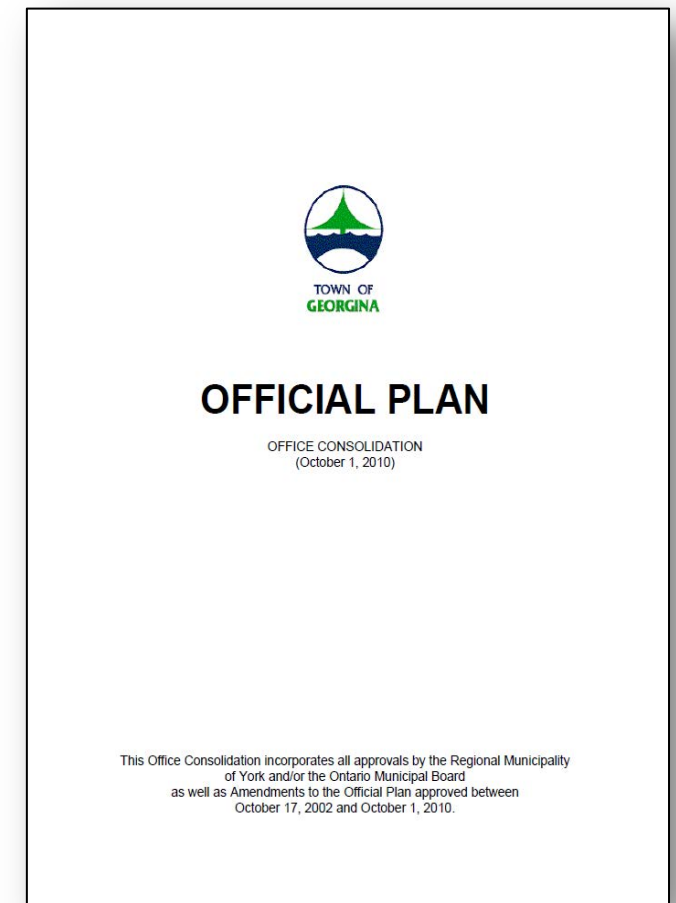 TOWN OF
GEORGINA
OFFICIAL PLAN
OFFICE CONSOLIDATION
(October 1, 2010)
This Office Consolidation incorporates all approvals by the Regional Municipality
of York and/or the Ontario Municipal Board
as well as Amendments to the Official Plan approved between
October 17, 2002 and October 1, 2010.